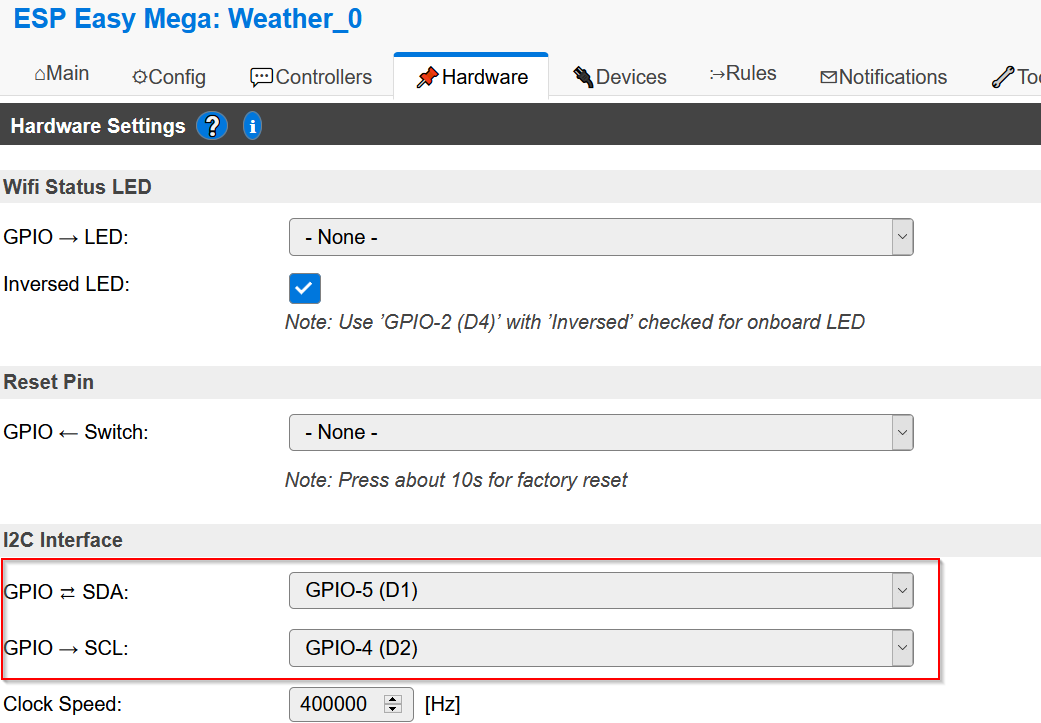 ESP Easy Mega: Weather_0
⌂Main ⚙Config 💬Controllers 📌Hardware 🔌Devices Rules ✉Notifications 🔧Too
Hardware Settings ? i
Wifi Status LED
GPIO → LED: - None -
Inversed LED:
Note: Use ’GPIO-2 (D4)’ with ’Inversed’ checked for onboard LED
Reset Pin
GPIO ← Switch: - None -
Note: Press about 10s for factory reset
I2C Interface
GPIO ⇄ SDA: GPIO-5 (D1)
GPIO → SCL: GPIO-4 (D2)
Clock Speed: 400000 [Hz]